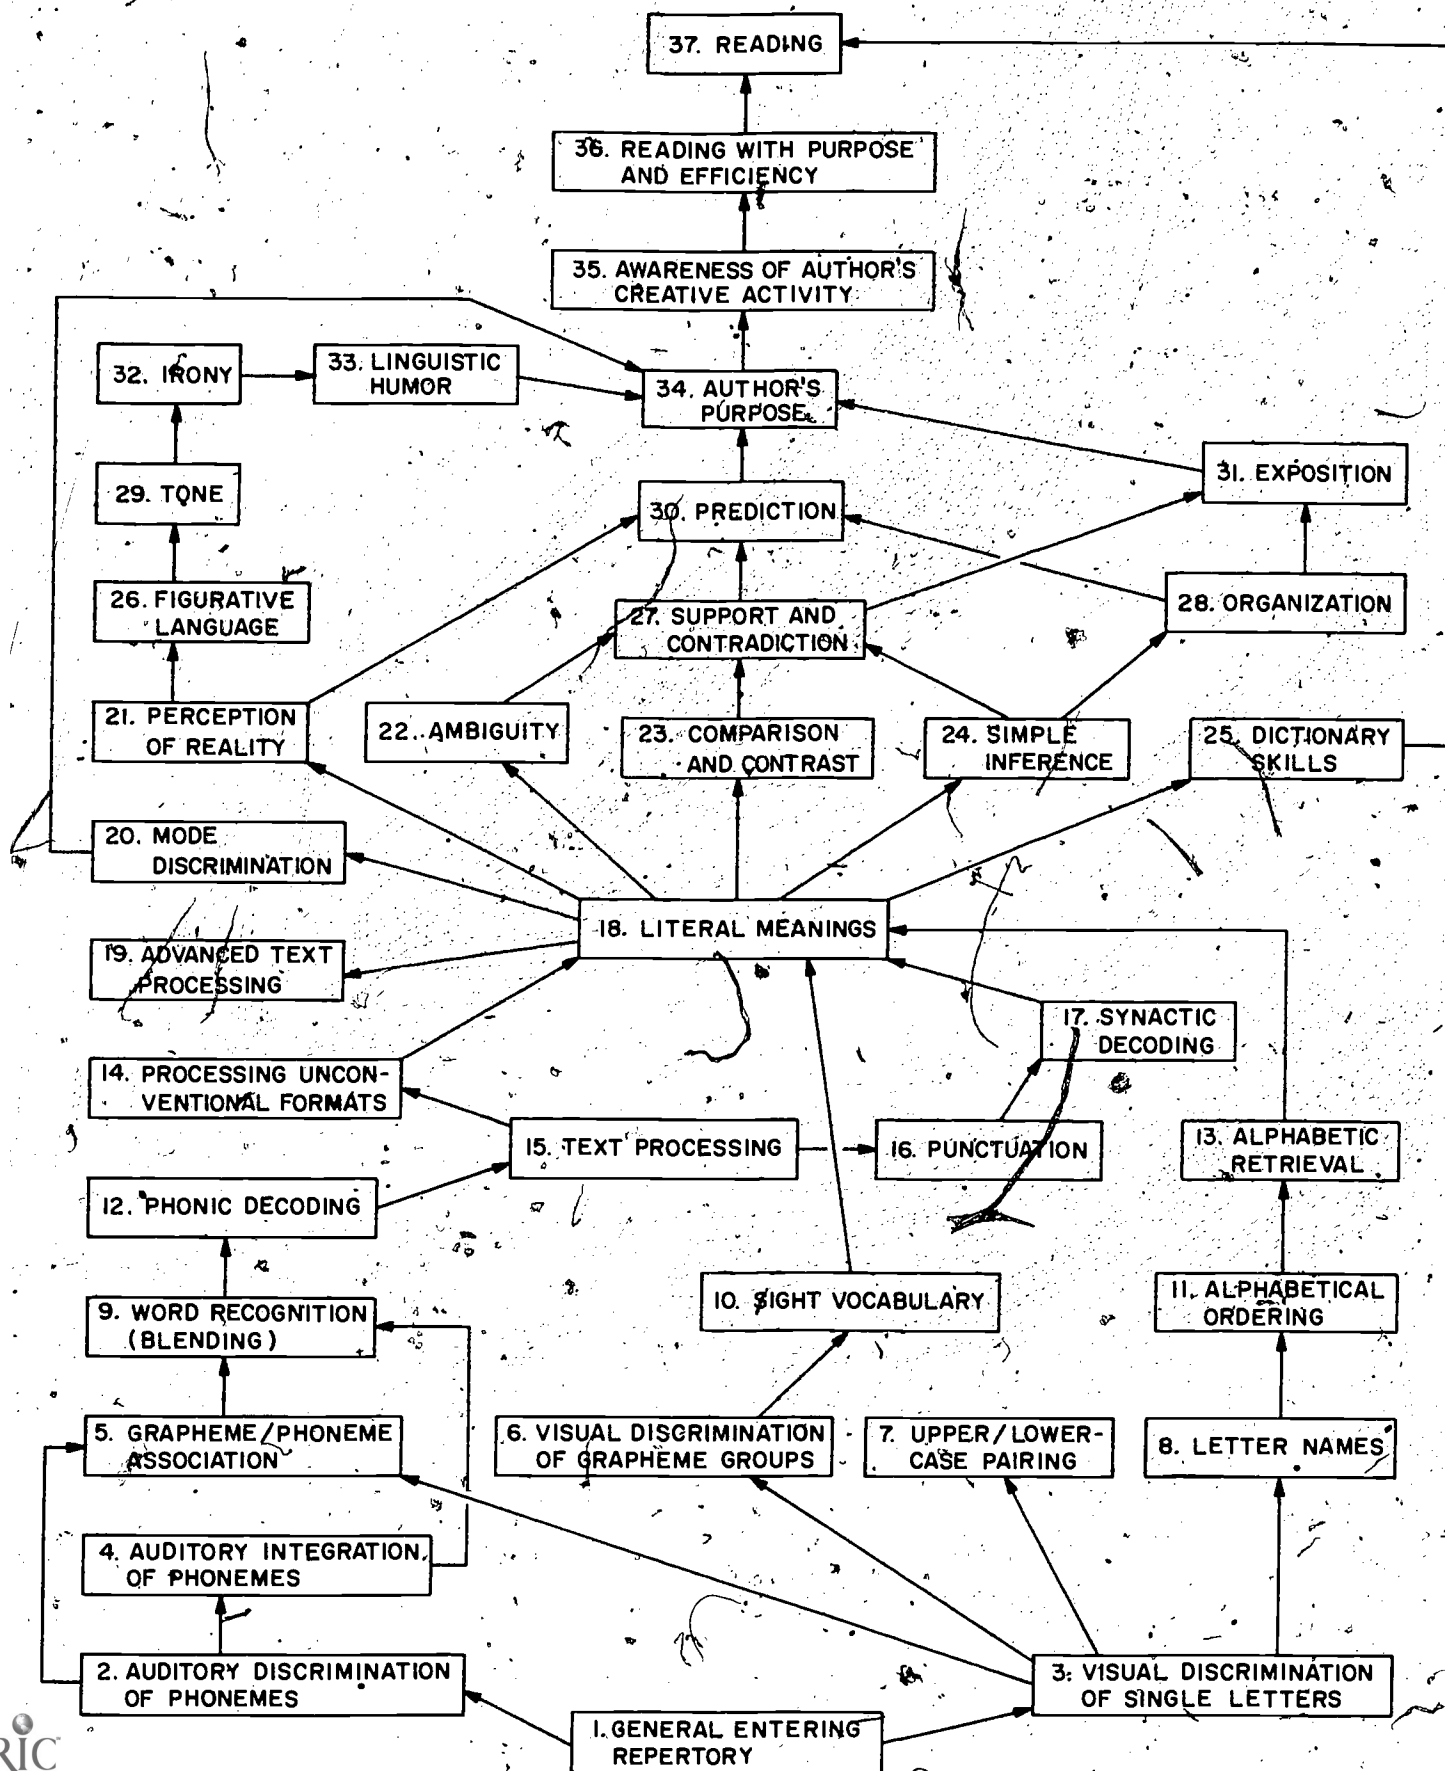 37. READING
36. READING WITH PURPOSE
AND EFFICIENCY
35. AWARENESS OF AUTHOR'S
CREATIVE ACTIVITY
32. IRONY
33. LINGUISTIC
HUMOR
34. AUTHOR'S
PURPOSE
31. EXPOSITION
29. TONE
30. PREDICTION
26. FIGURATIVE
LANGUAGE
27. SUPPORT AND
CONTRADICTION
28. ORGANIZATION
21. PERCEPTION
OF REALITY
22. AMBIGUITY
23. COMPARISON
AND CONTRAST
24. SIMPLE
INFERENCE
25. DICTIONARY
SKILLS
20. MODE
DISCRIMINATION
18. LITERAL MEANINGS
19. ADVANCED TEXT
PROCESSING
17. SYNACTIC
DECODING
14. PROCESSING UNCON-
VENTIONAL FORMATS
15. TEXT PROCESSING
16. PUNCTUATION
13. ALPHABETIC
RETRIEVAL
12. PHONIC DECODING
9. WORD RECOGNITION
(BLENDING)
10. SIGHT VOCABULARY
11. ALPHABETICAL
ORDERING
5. GRAPHEME/PHONEME
ASSOCIATION
6. VISUAL DISCRIMINATION
OF GRAPHEME GROUPS
7. UPPER/LOWER-
CASE PAIRING
8. LETTER NAMES
4. AUDITORY INTEGRATION
OF PHONEMES
2. AUDITORY DISCRIMINATION
OF PHONEMES
3. VISUAL DISCRIMINATION
OF SINGLE LETTERS
1. GENERAL ENTERING
REPERTORY
RIC